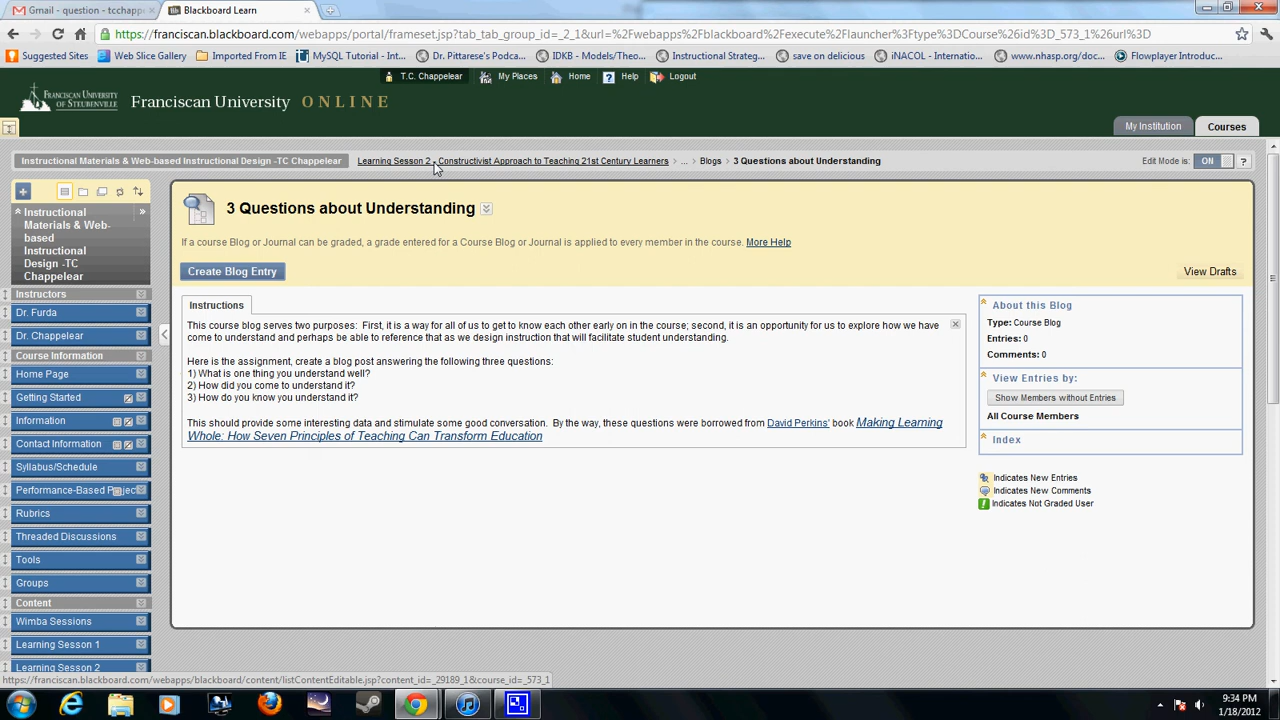 Gmail - question - tcchapp
Blackboard Learn
https://franciscan.blackboard.com/webapps/portal/frameset.jsp?tab_tab_group_id=_2_1&url=%2Fwebapps%2Fblackboard%2Fexecute%2Flauncher%3Ftype%3DCourse%26id%3D_573_1%26url%3D
Suggested Sites
Web Slice Gallery
Imported From IE
MySQL Tutorial - Int...
Dr. Pittarese's Podca...
IDKB - Models/Theo...
Instructional Strateg...
save on delicious
iNACOL - Internatio...
www.nhasp.org/doc...
Flowplayer Introduc...
T.C. Chappelear
My Places
Home
Help
Logout
FRANCISCAN UNIVERSITY
OF STEUBENVILLE
Franciscan University ONLINE
My Institution
Courses
Instructional Materials & Web-based Instructional Design -TC Chappelear
Learning Session 2 - Constructivist Approach to Teaching 21st Century Learners
...
Blogs
3 Questions about Understanding
Edit Mode is:
ON
?
Instructional Materials & Web-based Instructional Design -TC Chappelear
Instructors
Dr. Furda
Dr. Chappelear
Course Information
Home Page
Getting Started
Information
Contact Information
Syllabus/Schedule
Performance-Based Projec
Rubrics
Threaded Discussions
Tools
Groups
Content
Wimba Sessions
Learning Session 1
Learning Session 2
3 Questions about Understanding
If a course Blog or Journal can be graded, a grade entered for a Course Blog or Journal is applied to every member in the course. More Help
Create Blog Entry
View Drafts
Instructions
This course blog serves two purposes: First, it is a way for all of us to get to know each other early on in the course; second, it is an opportunity for us to explore how we have
come to understand and perhaps be able to reference that as we design instruction that will facilitate student understanding.
Here is the assignment, create a blog post answering the following three questions:
1) What is one thing you understand well?
2) How did you come to understand it?
3) How do you know you understand it?
This should provide some interesting data and stimulate some good conversation. By the way, these questions were borrowed from David Perkins' book Making Learning
Whole: How Seven Principles of Teaching Can Transform Education
About this Blog
Type: Course Blog
Entries: 0
Comments: 0
View Entries by:
Show Members without Entries
All Course Members
Index
Indicates New Entries
Indicates New Comments
Indicates Not Graded User
https://franciscan.blackboard.com/webapps/blackboard/content/listContentEditable.jsp?content_id=_29189_1&course_id=_573_1
9:34 PM
1/18/2012